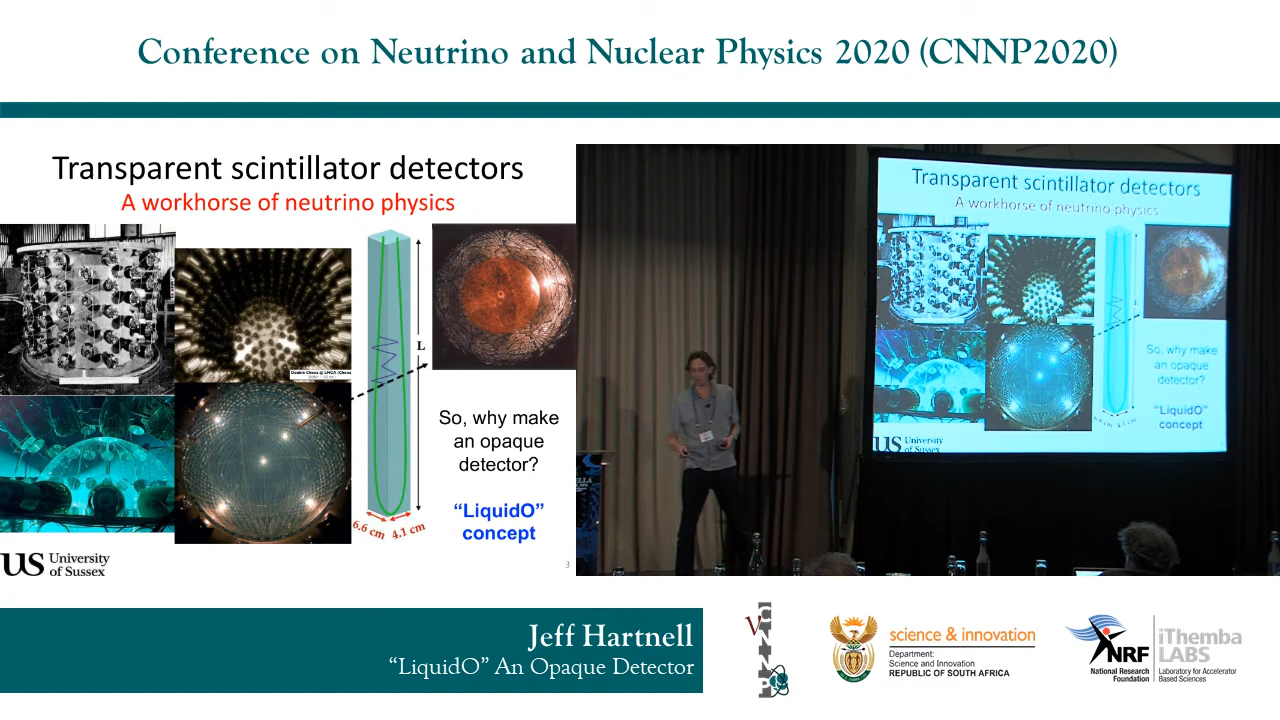 Conference on Neutrino and Nuclear Physics 2020 (CNNP2020)
Transparent scintillator detectors
A workhorse of neutrino physics
L
6.6 cm
4.1 cm
So, why make
an opaque
detector?
"LiquidO"
concept
US University
of Sussex
3
Transparent scintillator detectors
A workhorse of neutrino physics
So, why make
an opaque
detector?
"LiquidO"
concept
US University
of Sussex
Jeff Hartnell
"LiquidO" An Opaque Detector
νCNNP
science & innovation
Department:
Science and Innovation
REPUBLIC OF SOUTH AFRICA
NRF
National Research
Foundation
iThemba
LABS
Laboratory for Accelerator
Based Sciences